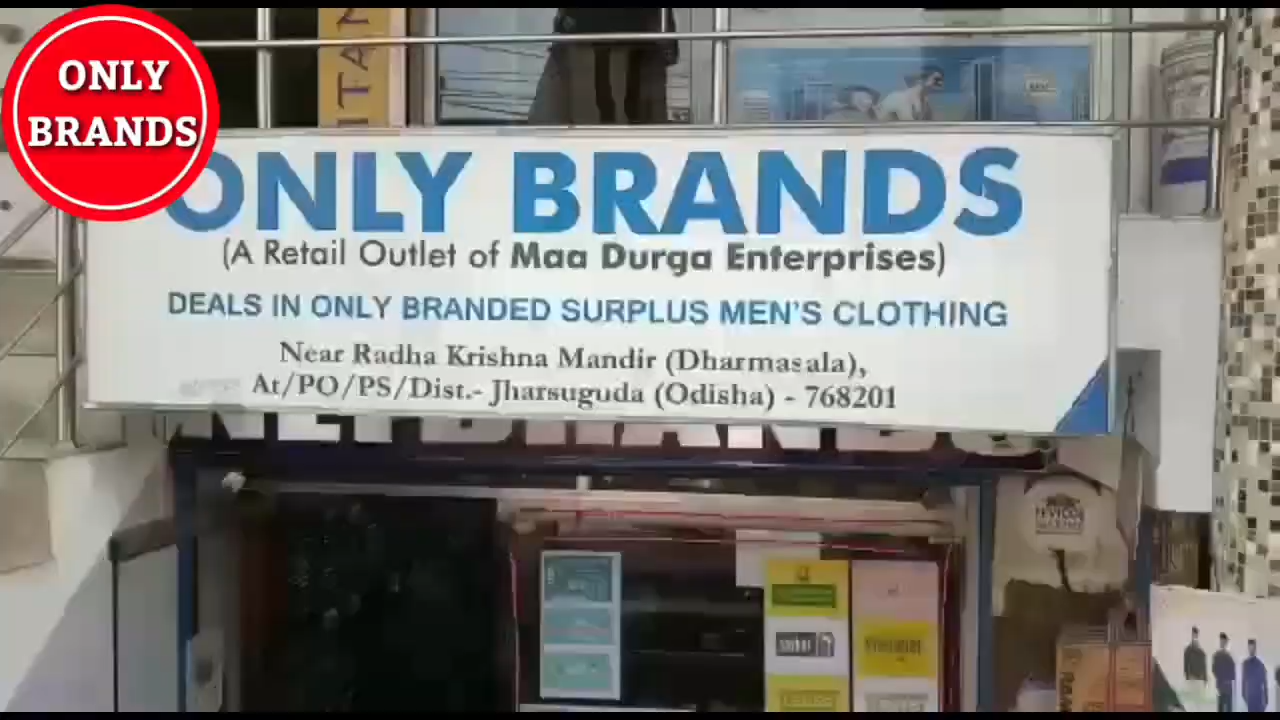 ONLY
BRANDS
ONLY BRANDS
(A Retail Outlet of Maa Durga Enterprises)
DEALS IN ONLY BRANDED SURPLUS MEN'S CLOTHING
Near Radha Krishna Mandir (Dharmasala),
At/PO/PS/Dist.- Jharsuguda (Odisha) - 768201
FEVICOL